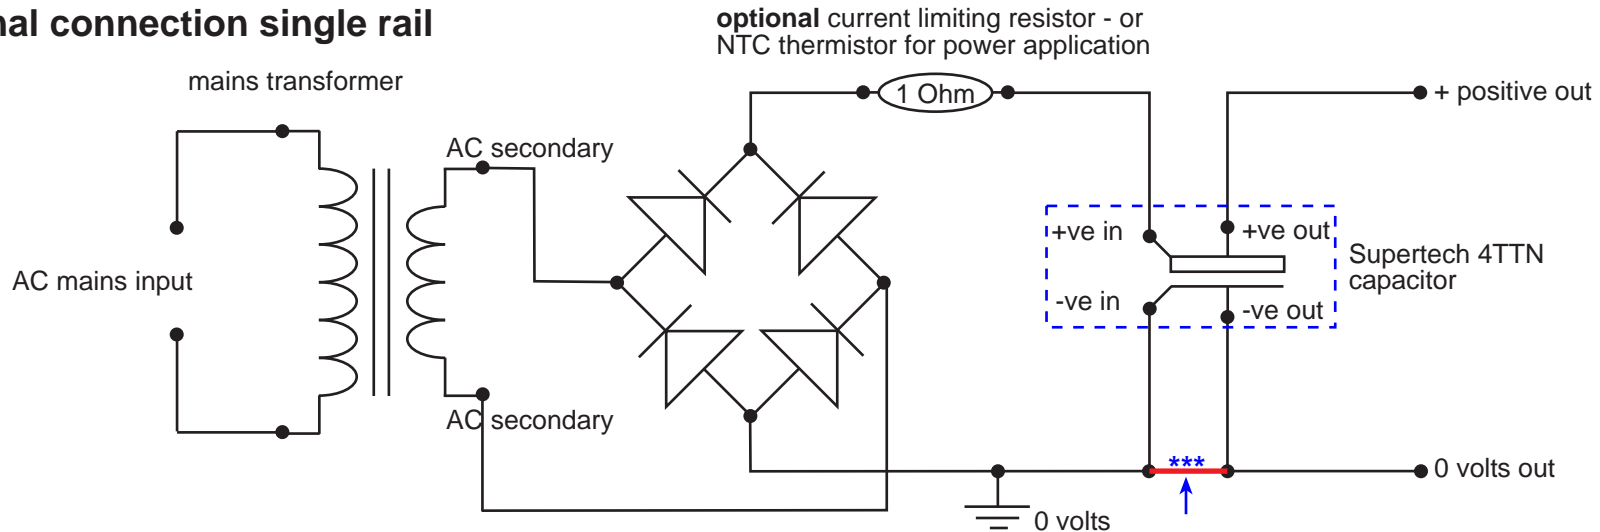 nal connection single rail
optional current limiting resistor - or
NTC thermistor for power application
mains transformer
1 Ohm
+ positive out
AC secondary
+ve in
+ve out
Supertech 4TTN
capacitor
AC mains input
-ve in
-ve out
AC secondary
***
0 volts out
0 volts